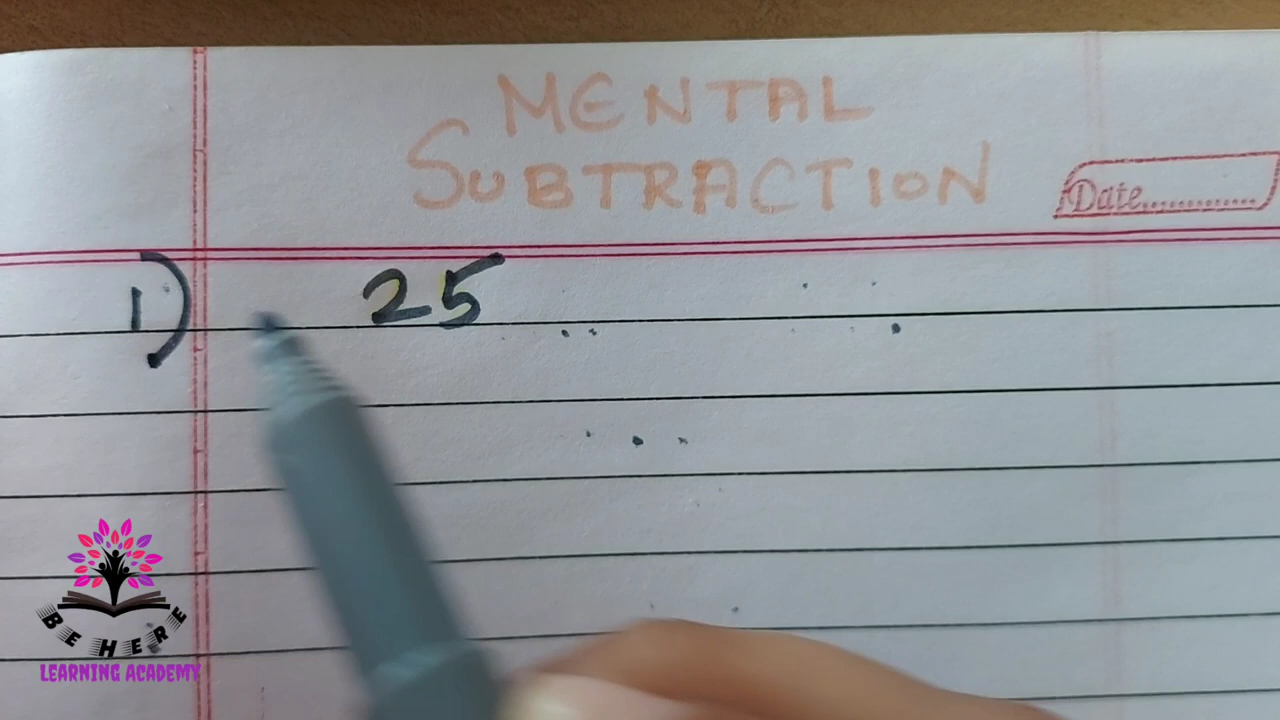 MENTAL
SUBTRACTION
Date.............
1) 25
BEHERE
LEARNING ACADEMY